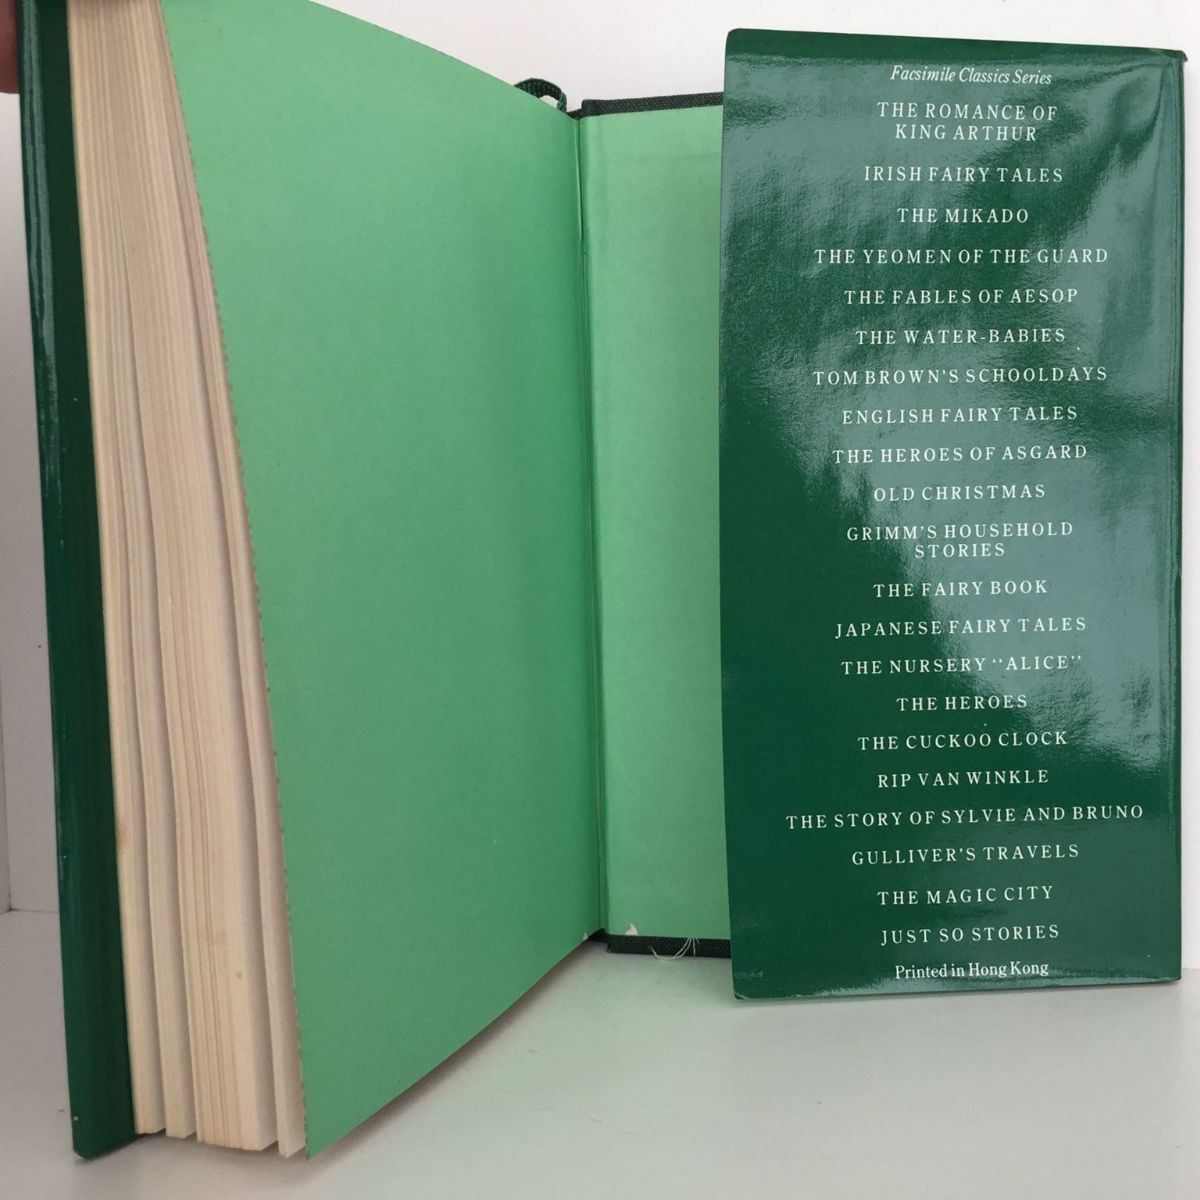 Facsimile Classics Series
THE ROMANCE OF
KING ARTHUR
IRISH FAIRY TALES
THE MIKADO
THE YEOMEN OF THE GUARD
THE FABLES OF AESOP
THE WATER-BABIES
TOM BROWN'S SCHOOLDAYS
ENGLISH FAIRY TALES
THE HEROES OF ASGARD
OLD CHRISTMAS
GRIMM'S HOUSEHOLD
STORIES
THE FAIRY BOOK
JAPANESE FAIRY TALES
THE NURSERY "ALICE"
THE HEROES
THE CUCKOO CLOCK
RIP VAN WINKLE
THE STORY OF SYLVIE AND BRUNO
GULLIVER'S TRAVELS
THE MAGIC CITY
JUST SO STORIES
Printed in Hong Kong